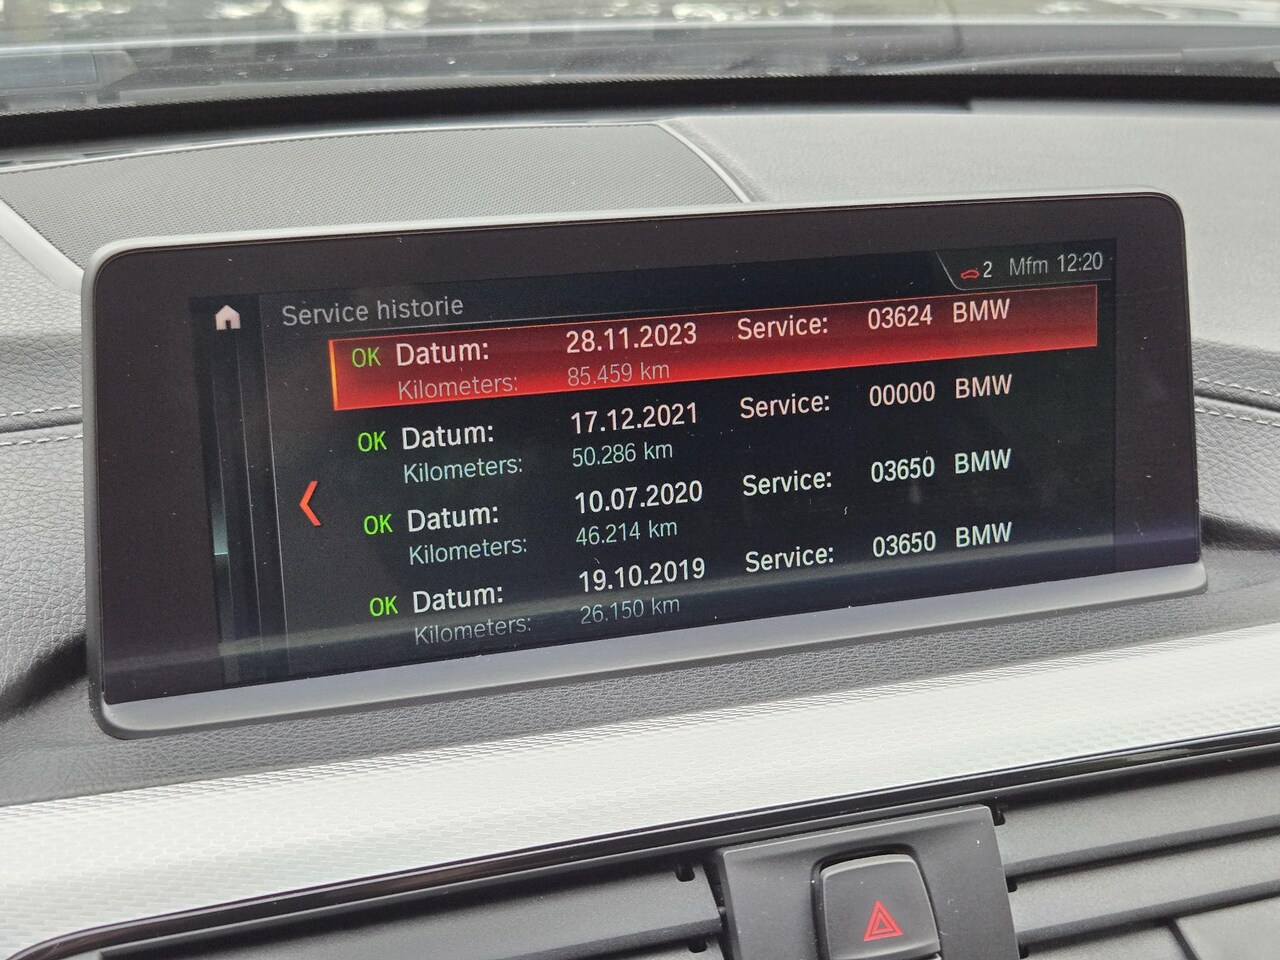 2 Mfm 12:20
Service historie
OK Datum: 28.11.2023 Service: 03624 BMW
Kilometers: 85.459 km
OK Datum: 17.12.2021 Service: 00000 BMW
Kilometers: 50.286 km
OK Datum: 10.07.2020 Service: 03650 BMW
Kilometers: 46.214 km
OK Datum: 19.10.2019 Service: 03650 BMW
Kilometers: 26.150 km